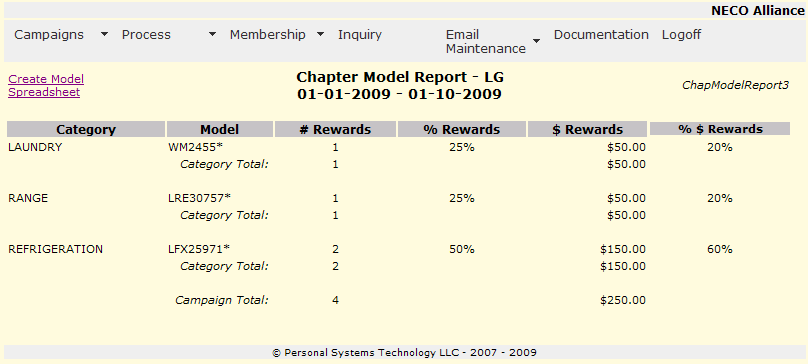 NECO Alliance
Campaigns Process Membership Inquiry Email Maintenance Documentation Logoff
Create Model Spreadsheet
Chapter Model Report - LG
01-01-2009 - 01-10-2009
ChapModelReport3
Category Model # Rewards % Rewards $ Rewards % $ Rewards
LAUNDRY WM2455* 1 25% $50.00 20%
Category Total: 1 $50.00
RANGE LRE30757* 1 25% $50.00 20%
Category Total: 1 $50.00
REFRIGERATION LFX25971* 2 50% $150.00 60%
Category Total: 2 $150.00
Campaign Total: 4 $250.00
© Personal Systems Technology LLC - 2007 - 2009